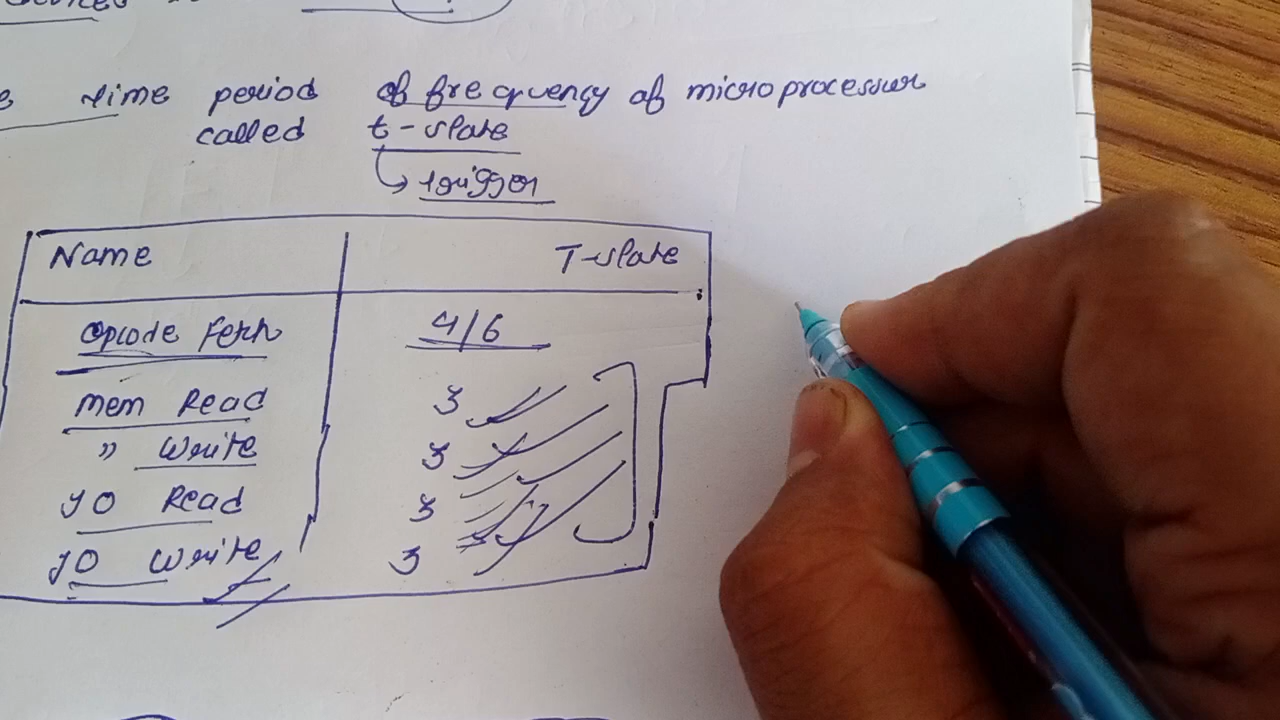 time period of frequency of microprocessor
called t-state
trigger
Name T-state
Opcode Fetch 4/6
Mem Read 3
" Write 3
IO Read 3
IO Write 3